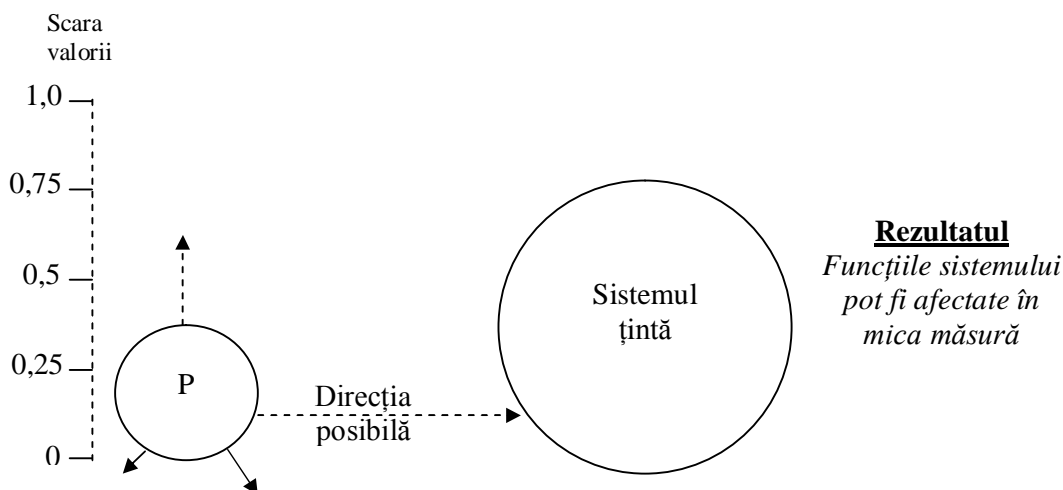 Scara
valorii
1,0
0,75
0,5
0,25
0
P
Direcția
posibilă
Sistemul
țintă
Rezultatul
Funcțiile sistemului
pot fi afectate în
mica măsură